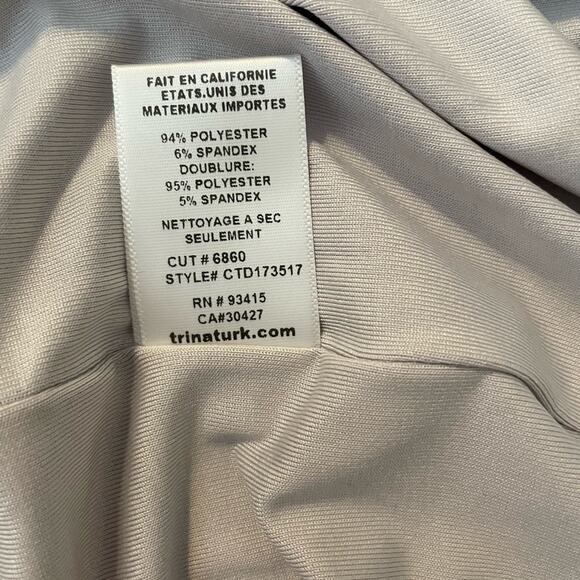 FAIT EN CALIFORNIE
ETATS.UNIS DES
MATERIAUX IMPORTES
94% POLYESTER
6% SPANDEX
DOUBLURE:
95% POLYESTER
5% SPANDEX
NETTOYAGE A SEC
SEULEMENT
CUT # 6860
STYLE# CTD173517
RN # 93415
CA#30427
trinaturk.com